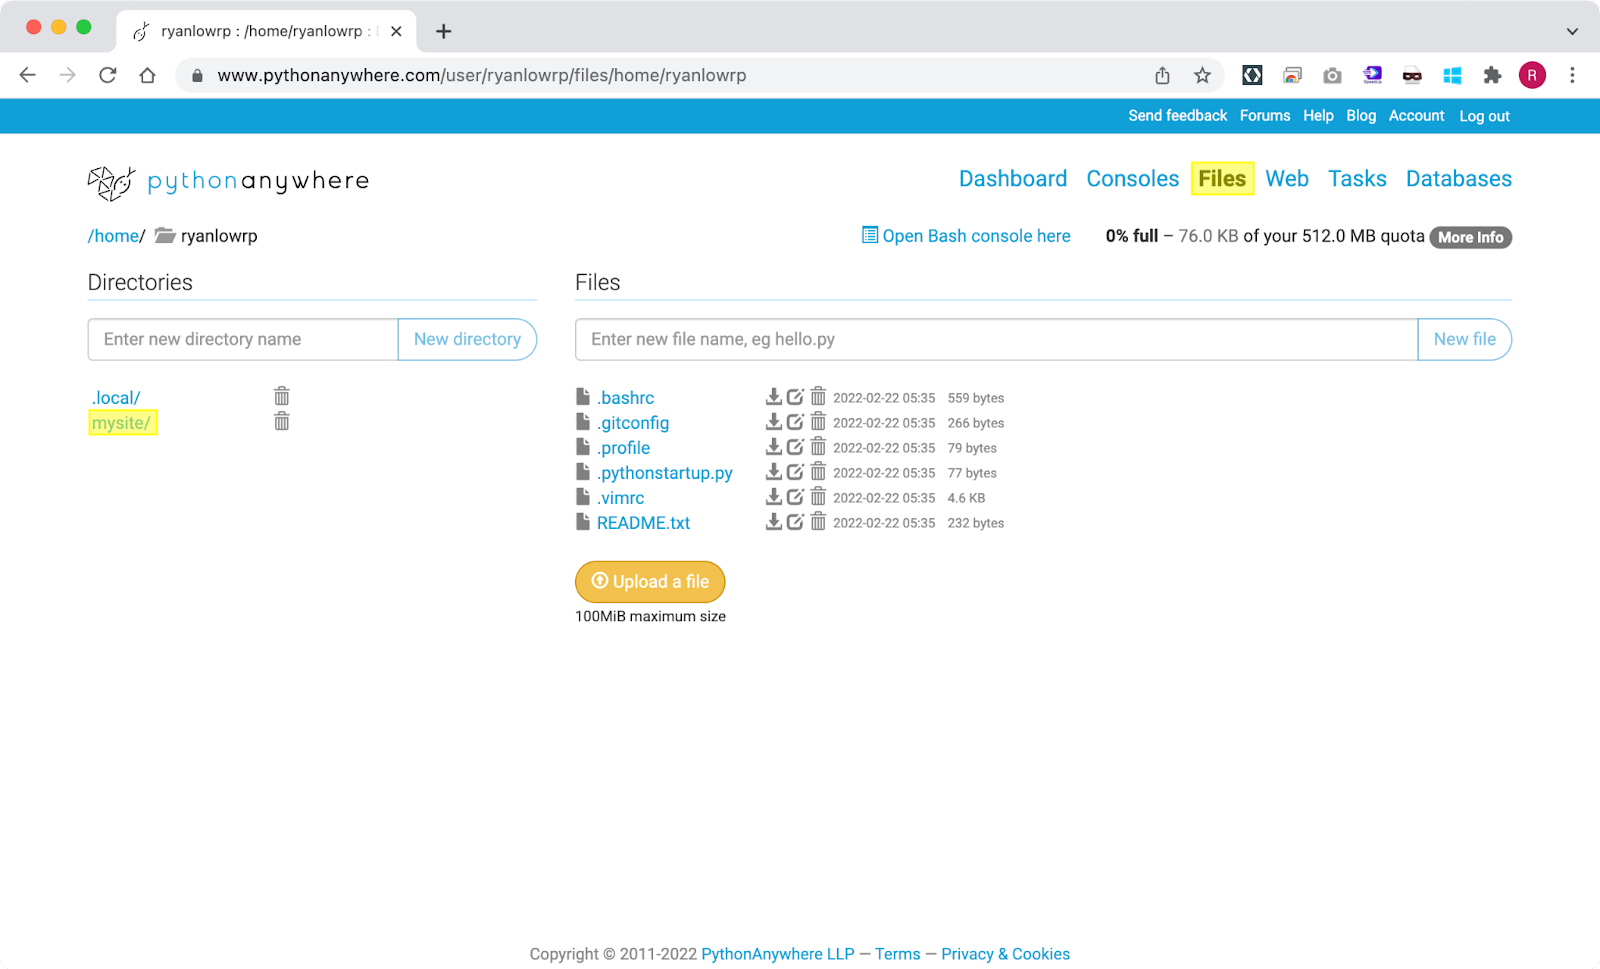 ryanlowrp : /home/ryanlowrp :
www.pythonanywhere.com/user/ryanlowrp/files/home/ryanlowrp
R
Send feedback Forums Help Blog Account Log out
pythonanywhere
Dashboard Consoles Files Web Tasks Databases
/home/ ryanlowrp
Open Bash console here 0% full – 76.0 KB of your 512.0 MB quota More Info
Directories
Enter new directory name New directory
.local/
mysite/
Files
Enter new file name, eg hello.py New file
.bashrc 2022-02-22 05:35 559 bytes
.gitconfig 2022-02-22 05:35 266 bytes
.profile 2022-02-22 05:35 79 bytes
.pythonstartup.py 2022-02-22 05:35 77 bytes
.vimrc 2022-02-22 05:35 4.6 KB
README.txt 2022-02-22 05:35 232 bytes
Upload a file
100MiB maximum size
Copyright © 2011-2022 PythonAnywhere LLP — Terms — Privacy & Cookies